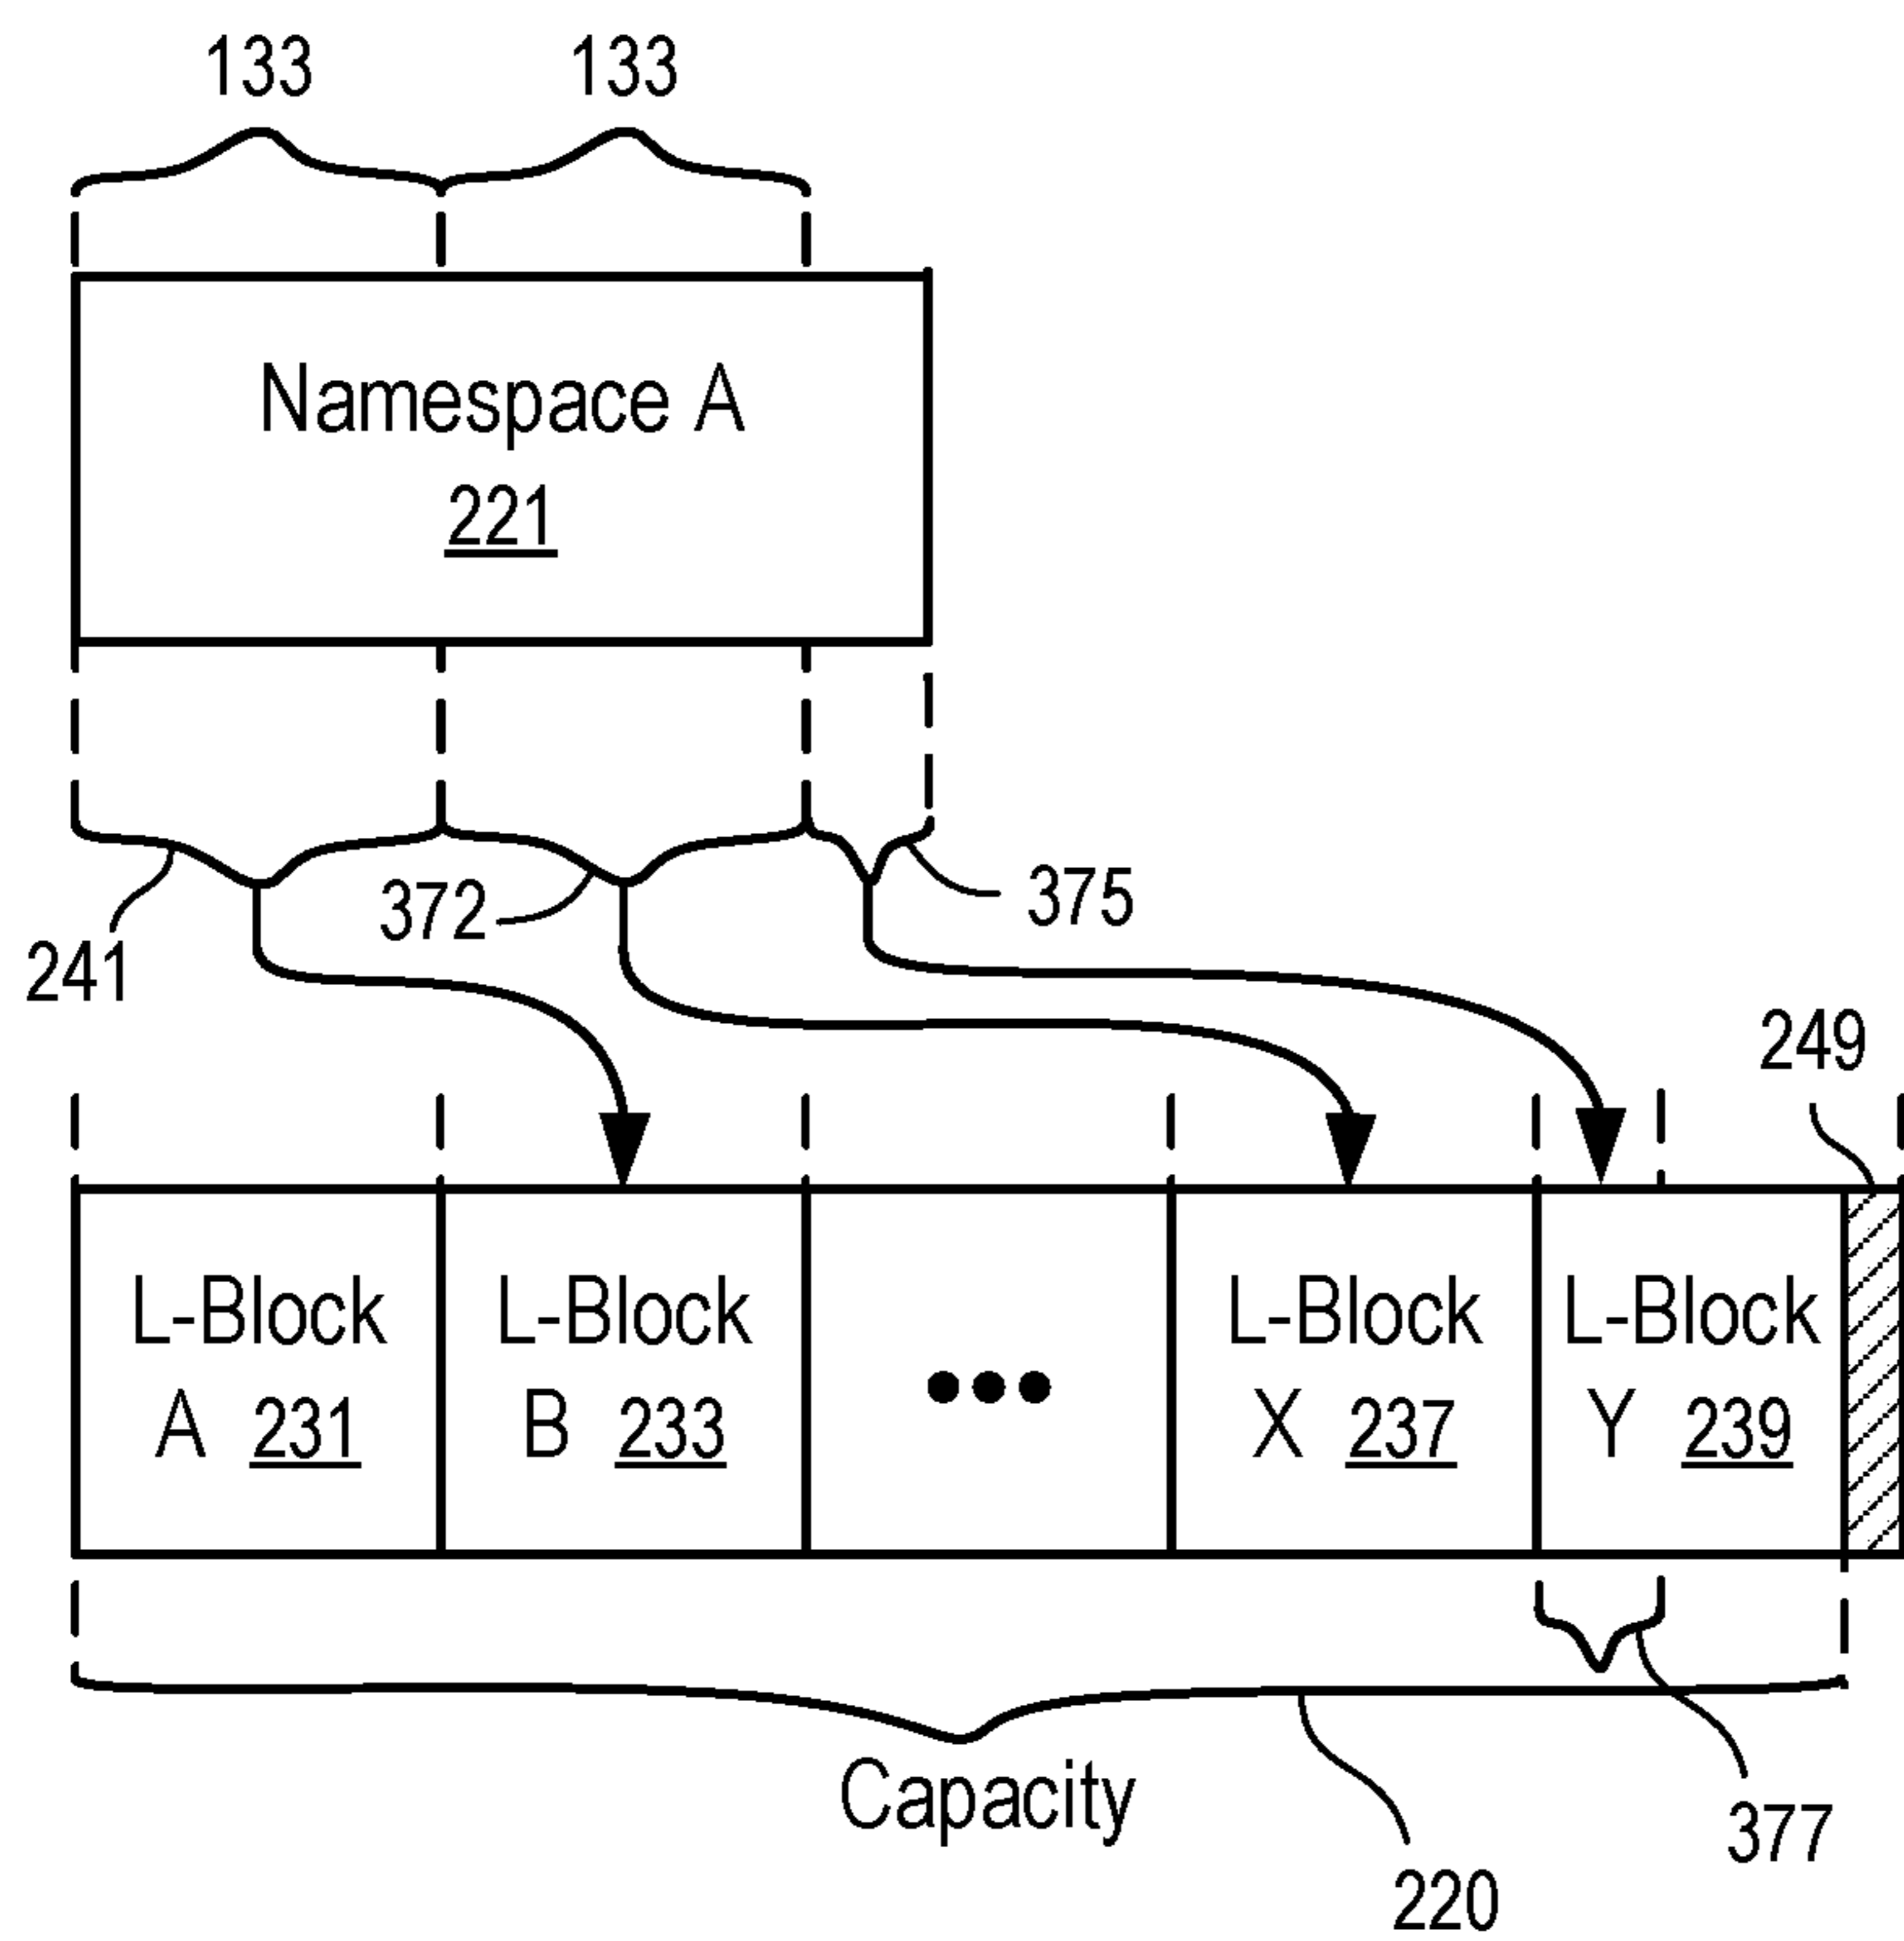 133 133
Namespace A
221
241
372
375
249
L-Block
A 231
L-Block
B 233
●●●
L-Block
X 237
L-Block
Y 239
Capacity
377
220